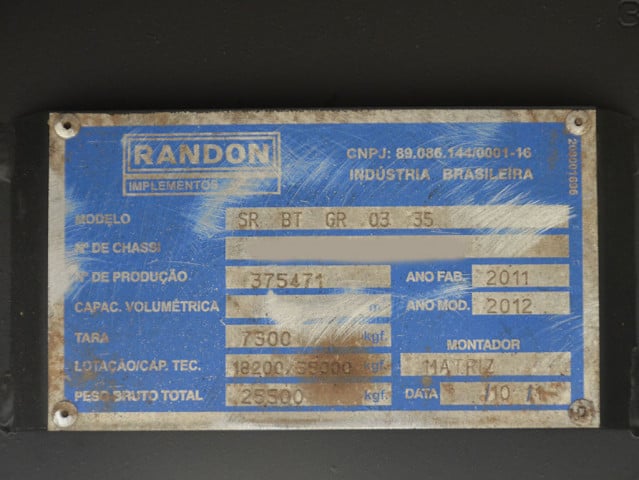 RANDON
IMPLEMENTOS
CNPJ: 89.086.144/0001-16
INDÚSTRIA BRASILEIRA
MODELO SR BT GR 03 35
Nº DE CHASSI
Nº DE PRODUÇÃO 375471 ANO FAB. 2011
CAPAC. VOLUMÉTRICA ANO MOD. 2012
TARA 7300 kgf.
MONTADOR
LOTAÇÃO/CÁP. TEC. 18200/ kgf. MATRIZ
PESO BRUTO TOTAL 25500 kgf. DATA /10